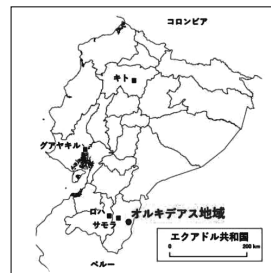 コロンビア
キト
グアヤキル
ロハ
サモラ
オルキデアス地域
エクアドル共和国
0 200 km
ペルー